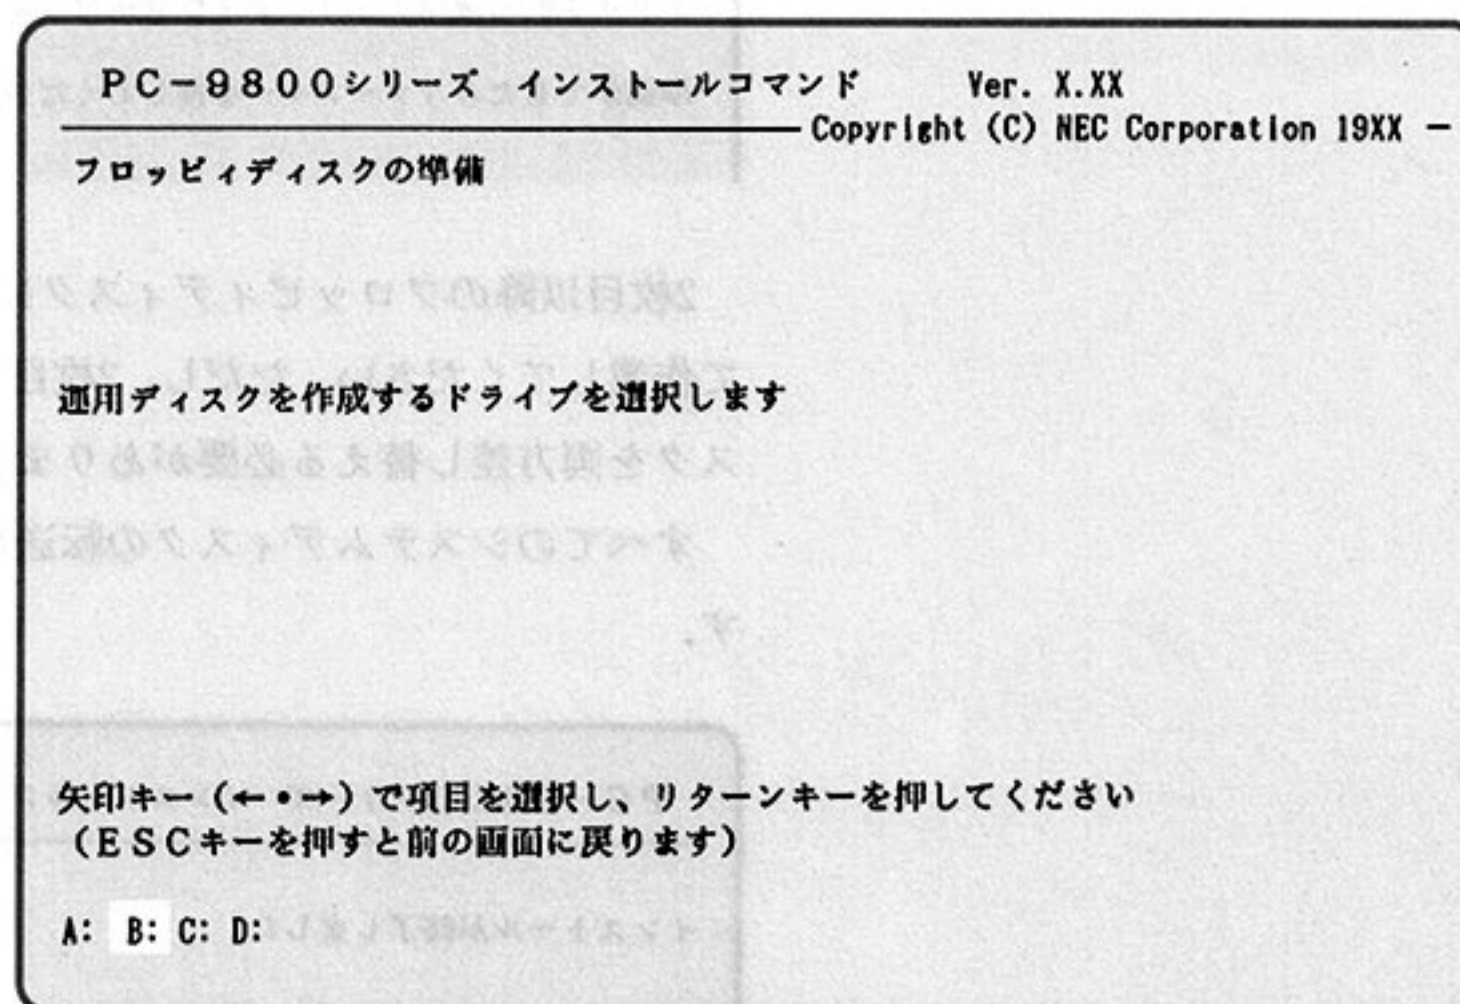 PC-9800シリーズ インストールコマンド Ver. X.XX
Copyright (C) NEC Corporation 19XX
フロッピィディスクの準備
運用ディスクを作成するドライブを選択します
矢印キー（←・→）で項目を選択し、リターンキーを押してください
（ESCキーを押すと前の画面に戻ります）
A: B: C: D: